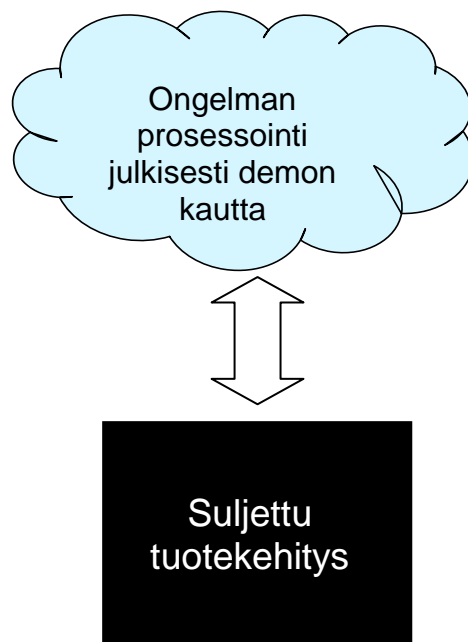 Ongelman
prosessointi
julkisesti demon
kautta
Suljettu
tuotekehitys